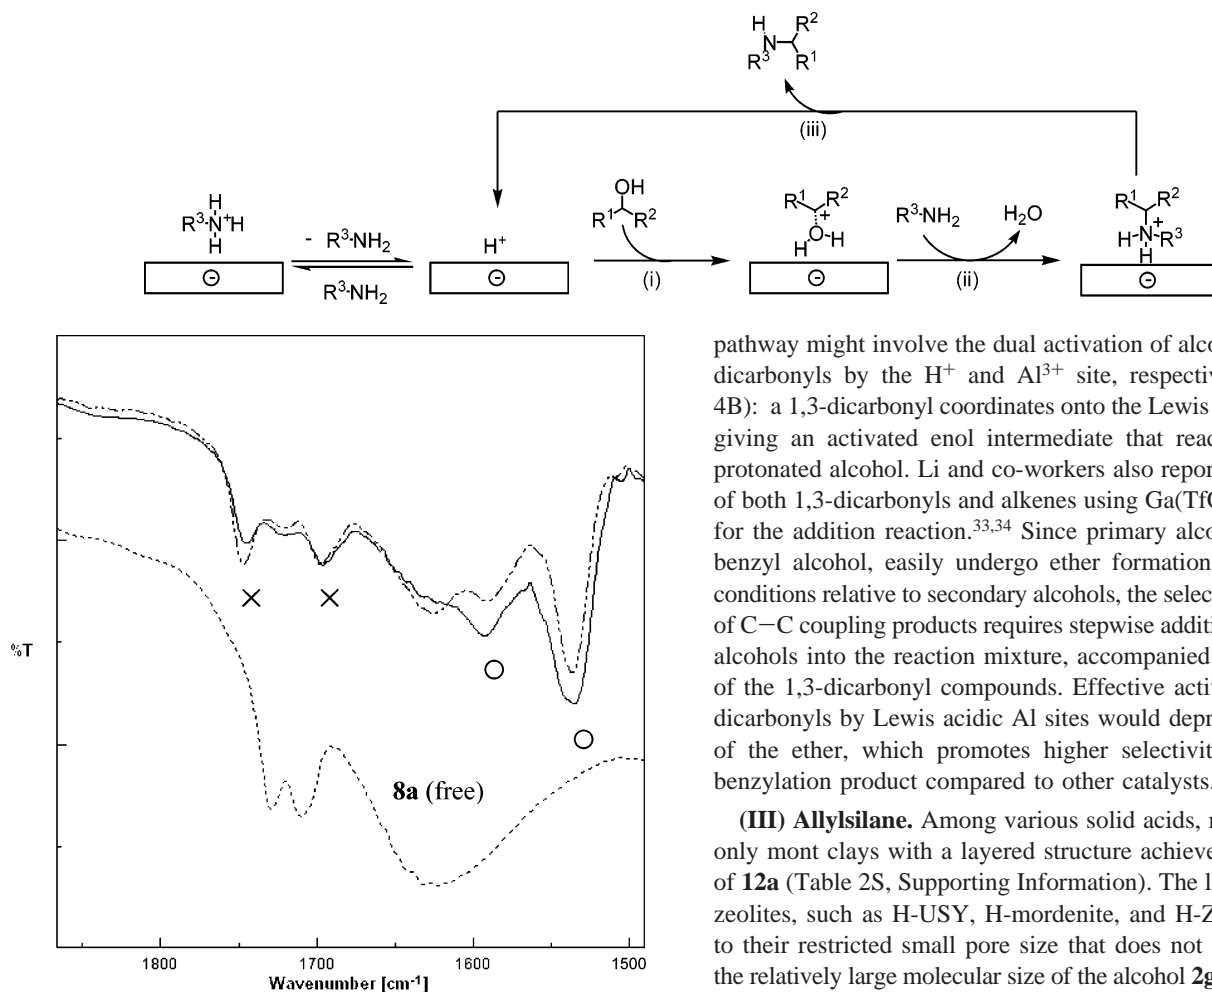 H R²
N
R³ R¹
(iii)
OH
R¹ R²
H
R³-N⁺H
H
- R³-NH₂
R³-NH₂
H⁺
(i)
R¹ R²
+
O
H H
R³-NH₂
H₂O
(ii)
R¹ R²
+
H-N-R³
H
⊖ ⊖ ⊖ ⊖
%T
8a (free)
1800 1700 1600 1500
Wavenumber [cm⁻¹]
pathway might involve the dual activation of alco
dicarbonyls by the H⁺ and Al³⁺ site, respectiv
4B): a 1,3-dicarbonyl coordinates onto the Lewis
giving an activated enol intermediate that reac
protonated alcohol. Li and co-workers also repor
of both 1,3-dicarbonyls and alkenes using Ga(TfO
for the addition reaction.³³,³⁴ Since primary alco
benzyl alcohol, easily undergo ether formation
conditions relative to secondary alcohols, the selec
of C−C coupling products requires stepwise additi
alcohols into the reaction mixture, accompanied
of the 1,3-dicarbonyl compounds. Effective activ
dicarbonyls by Lewis acidic Al sites would depr
of the ether, which promotes higher selectivit
benzylation product compared to other catalysts.
(III) Allylsilane. Among various solid acids, r
only mont clays with a layered structure achieve
of 12a (Table 2S, Supporting Information). The l
zeolites, such as H-USY, H-mordenite, and H-Z
to their restricted small pore size that does not
the relatively large molecular size of the alcohol 2g